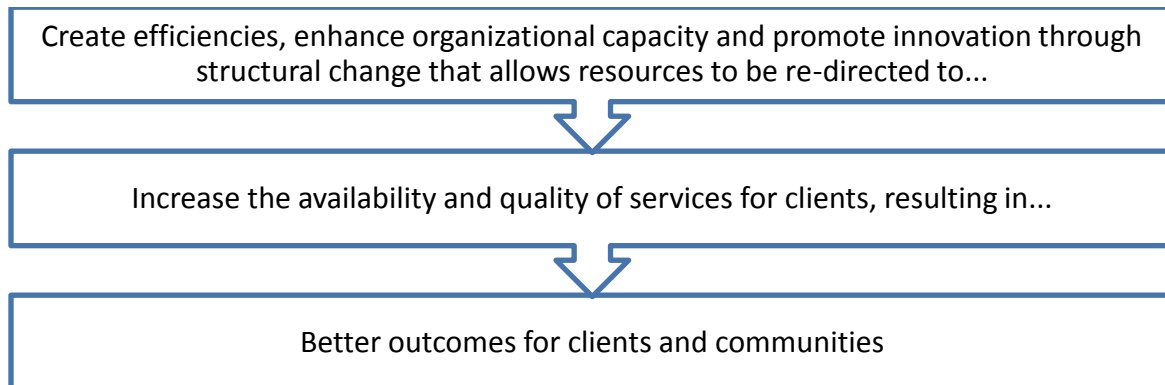 Create efficiencies, enhance organizational capacity and promote innovation through
structural change that allows resources to be re-directed to...
Increase the availability and quality of services for clients, resulting in...
Better outcomes for clients and communities